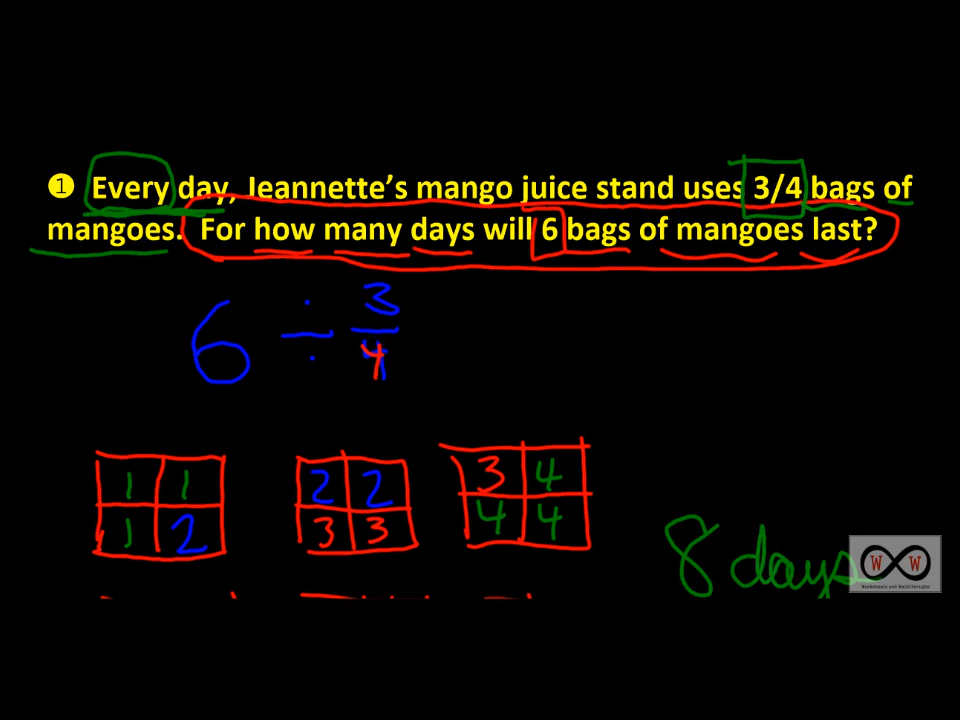 ❶ Every day, Jeannette's mango juice stand uses 3/4 bags of
mangoes. For how many days will 6 bags of mangoes last?
6 ÷ 3/4
1 1 2 2 3 4
1 2 3 3 4 4
8 days
W W